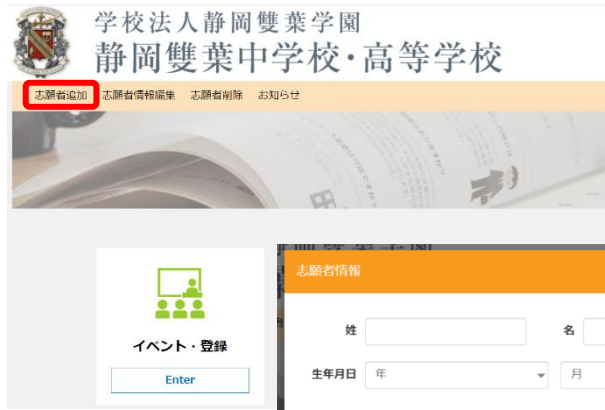 学校法人静岡雙葉学園
静岡雙葉中学校・高等学校
志願者追加 志願者情報編集 志願者削除 お知らせ
イベント・登録
Enter
志願者情報
姓 名
生年月日 年 月